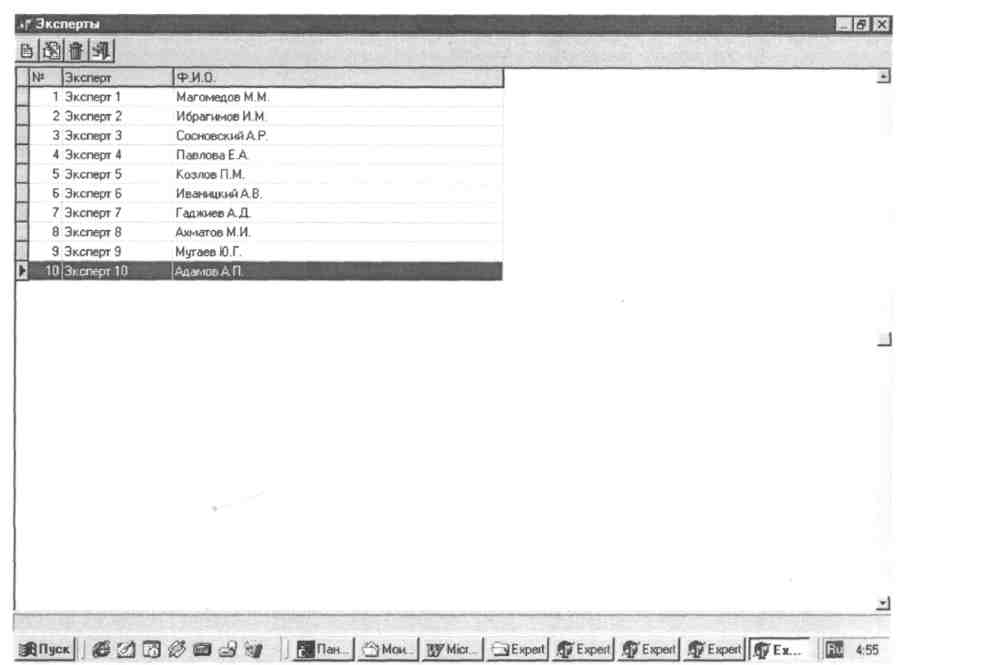 Эксперты
№ Эксперт Ф.И.О.
1 Эксперт 1 Магомедов М.М.
2 Эксперт 2 Ибрагимов И.М.
3 Эксперт 3 Сосновский А.Р.
4 Эксперт 4 Павлова Е.А.
5 Эксперт 5 Козлов П.М.
6 Эксперт 6 Иваницкий А.В.
7 Эксперт 7 Гаджиев А.Д.
8 Эксперт 8 Ахматов М.И.
9 Эксперт 9 Мугаев Ю.Г.
10 Эксперт 10 Адамов А.П.
Пуск Пан... Мои... Micr... Expert Expert Expert Expert Ex... Ru 4:55